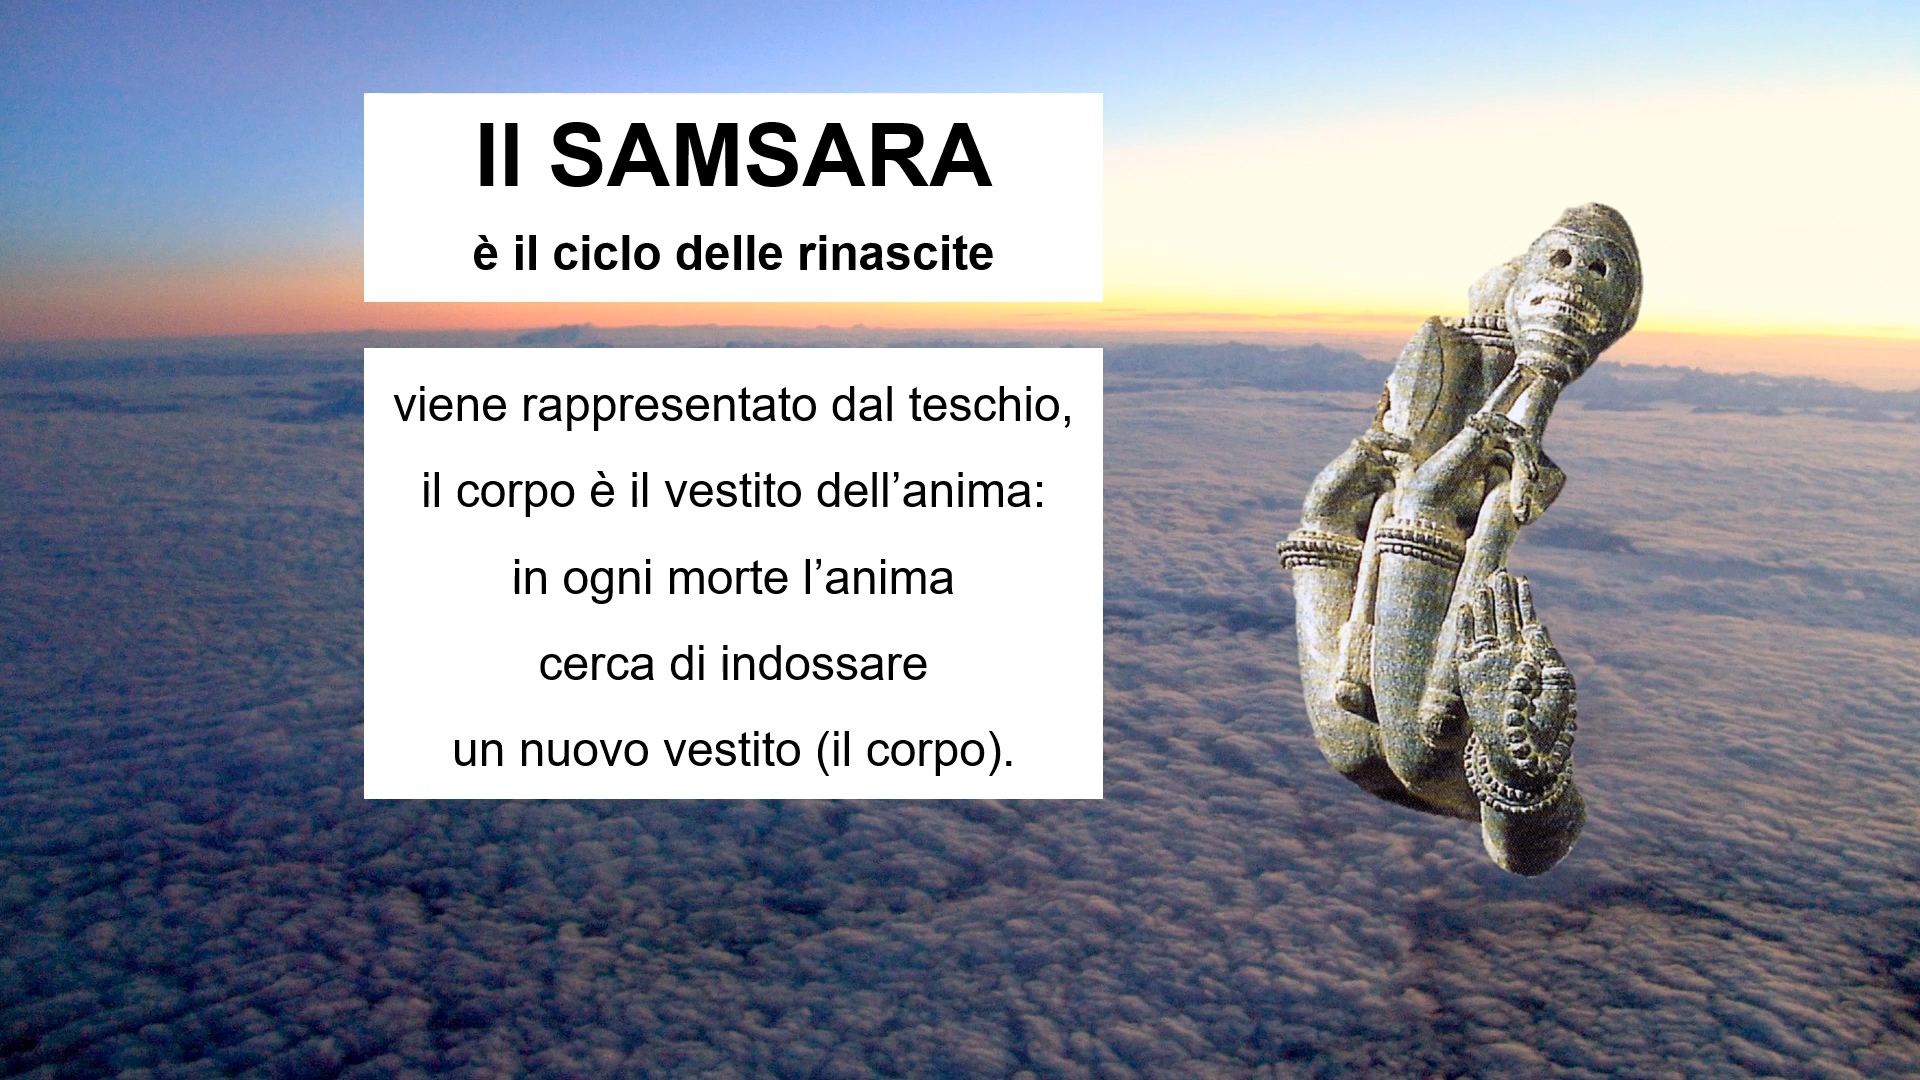 Il SAMSARA
è il ciclo delle rinascite
viene rappresentato dal teschio,
il corpo è il vestito dell’anima:
in ogni morte l’anima
cerca di indossare
un nuovo vestito (il corpo).